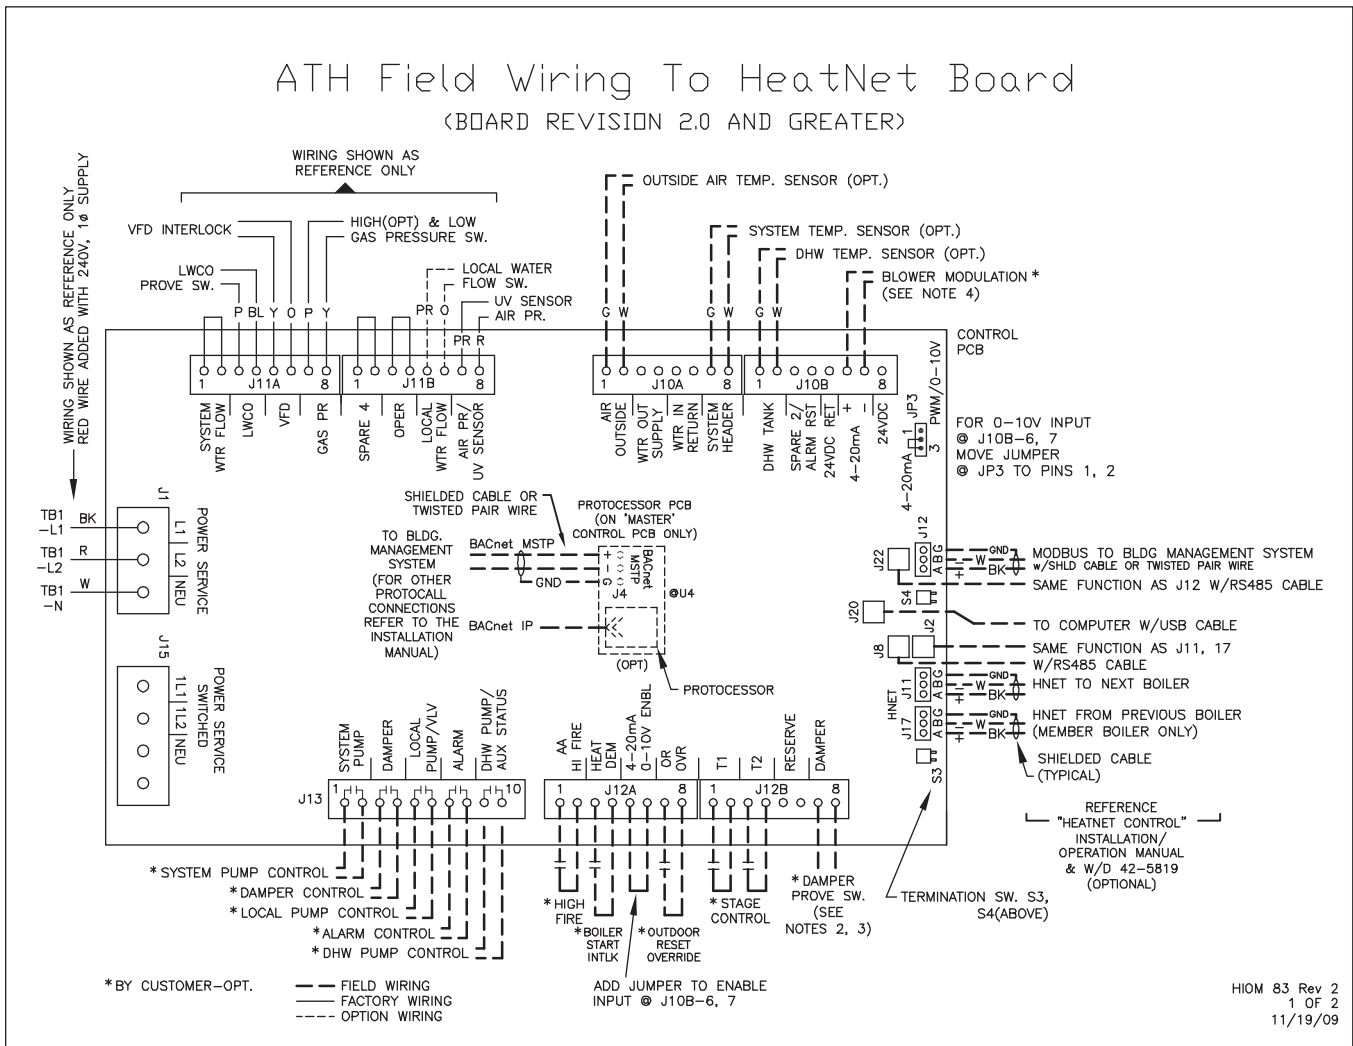 ATH Field Wiring To HeatNet Board
(BOARD REVISION 2.0 AND GREATER)
WIRING SHOWN AS REFERENCE ONLY
RED WIRE ADDED WITH 240V, 1ø SUPPLY
WIRING SHOWN AS
REFERENCE ONLY
VFD INTERLOCK
HIGH(OPT) & LOW
GAS PRESSURE SW.
LWCO
PROVE SW.
LOCAL WATER
FLOW SW.
UV SENSOR
AIR PR.
P BL Y O P Y
PR O
PR R
OUTSIDE AIR TEMP. SENSOR (OPT.)
SYSTEM TEMP. SENSOR (OPT.)
DHW TEMP. SENSOR (OPT.)
BLOWER MODULATION *
(SEE NOTE 4)
G W
G W
G W
CONTROL
PCB
1 J11A 8
1 J11B 8
1 J10A 8
1 J10B 8
SYSTEM
WTR FLOW
LWCO
VFD
GAS PR
SPARE 4
OPER
LOCAL
WTR FLOW
AIR PR/
UV SENSOR
AIR
OUTSIDE
WTR OUT
SUPPLY
WTR IN
RETURN
SYSTEM
HEADER
DHW TANK
SPARE 2/
ALRM RST
24VDC RET
4-20mA + -
24VDC
PWM/0-10V
JP3
1
3
4-20mA
FOR 0-10V INPUT
@ J10B-6, 7
MOVE JUMPER
@ JP3 TO PINS 1, 2
TB1
-L1
BK
TB1
-L2
R
TB1
-N
W
J1
L1
L2
NEU
POWER SERVICE
J15
1L1
1L2
NEU
POWER SERVICE
SWITCHED
SHIELDED CABLE OR
TWISTED PAIR WIRE
PROTOCESSOR PCB
(ON "MASTER"
CONTROL PCB ONLY)
TO BLDG.
MANAGEMENT
SYSTEM
(FOR OTHER
PROTOCALL
CONNECTIONS
REFER TO THE
INSTALLATION
MANUAL)
BACnet MSTP
GND
+ - G
BACnet
MSTP
J4
@U4
BACnet IP
(OPT)
PROTOCESSOR
J12
J22
A B G
GND
W
BK
+ -
MODBUS TO BLDG MANAGEMENT SYSTEM
W/SHLD CABLE OR TWISTED PAIR WIRE
SAME FUNCTION AS J12 W/RS485 CABLE
S4
J20
TO COMPUTER W/USB CABLE
J2
J8
SAME FUNCTION AS J11, 17
W/RS485 CABLE
HNET
J11
A B G
GND
W
BK
+ -
HNET TO NEXT BOILER
J17
A B G
GND
W
BK
+ -
HNET FROM PREVIOUS BOILER
(MEMBER BOILER ONLY)
S3
SHIELDED CABLE
(TYPICAL)
REFERENCE
"HEATNET CONTROL"
INSTALLATION/
OPERATION MANUAL
& W/D 42-5819
(OPTIONAL)
TERMINATION SW. S3,
S4(ABOVE)
SYSTEM
PUMP
DAMPER
LOCAL
PUMP/VLV
ALARM
DHW PUMP/
AUX STATUS
J13
1 10
AA
HI FIRE
HEAT
DEM
4-20mA
0-10V ENBL
OR
OVR
T1
T2
RESERVE
DAMPER
1 J12A 8
1 J12B 8
*SYSTEM PUMP CONTROL
*DAMPER CONTROL
*LOCAL PUMP CONTROL
*ALARM CONTROL
*DHW PUMP CONTROL
*HIGH
FIRE
*BOILER
START
INTLK
*OUTDOOR
RESET
OVERRIDE
*STAGE
CONTROL
*DAMPER
PROVE SW.
(SEE
NOTES 2, 3)
ADD JUMPER TO ENABLE
INPUT @ J10B-6, 7
*BY CUSTOMER-OPT.
FIELD WIRING
FACTORY WIRING
OPTION WIRING
HIOM 83 Rev 2
1 OF 2
11/19/09